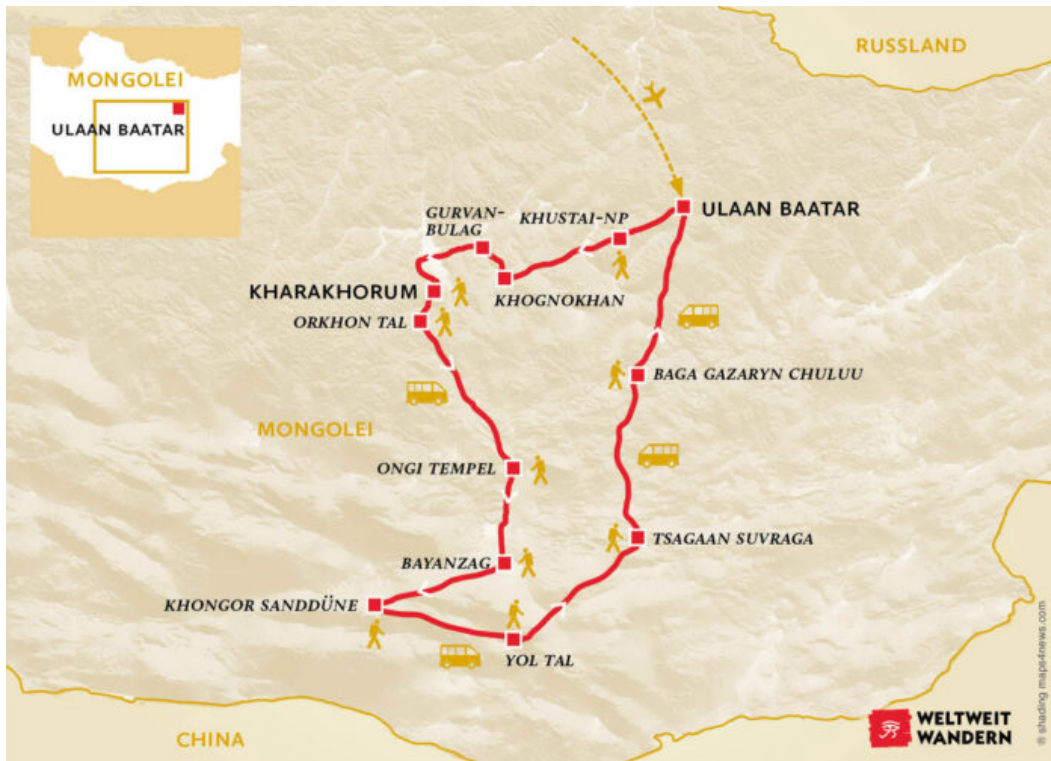 MONGOLEI
ULAAN BAATAR
RUSSLAND
ULAAN BAATAR
KHUSTAI-NP
GURVAN-
BULAG
KHOGNOKHAN
KHARAKHORUM
ORKHON TAL
BAGA GAZARYN CHULUU
MONGOLEI
ONGI TEMPEL
TSAGAAN SUVRAGA
BAYANZAG
KHONGOR SANDDÜNE
YOL TAL
CHINA
WELTWEIT
WANDERN
® shading maps4news.com